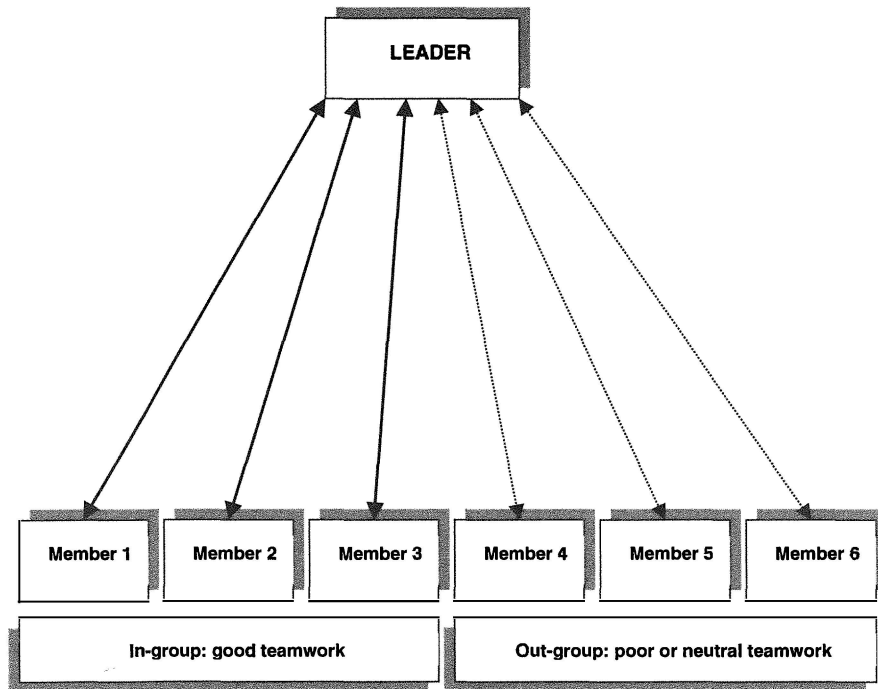 LEADER
Member 1
Member 2
Member 3
Member 4
Member 5
Member 6
In-group: good teamwork
Out-group: poor or neutral teamwork